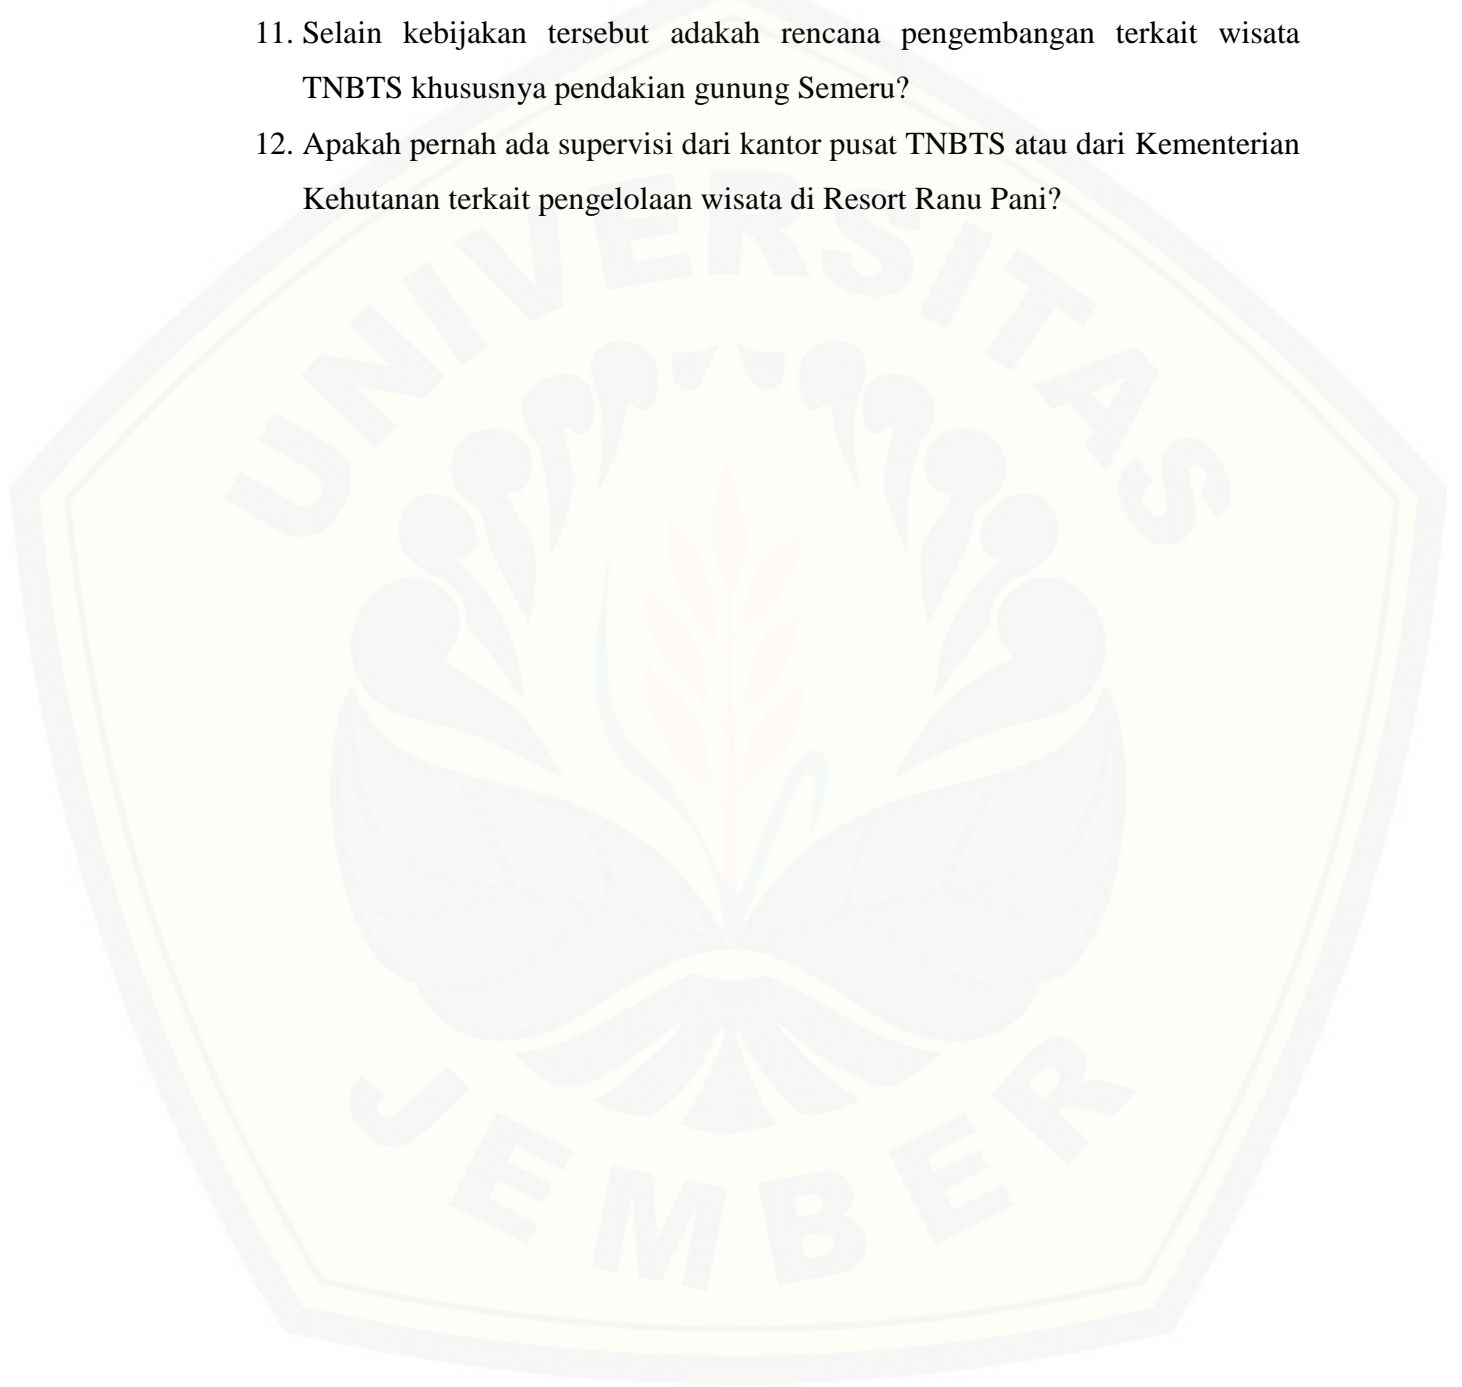 11. Selain kebijakan tersebut adakah rencana pengembangan terkait wisata
TNBTS khususnya pendakian gunung Semeru?
12. Apakah pernah ada supervisi dari kantor pusat TNBTS atau dari Kementerian
Kehutanan terkait pengelolaan wisata di Resort Ranu Pani?
UNIVERSITAS
JEMBER